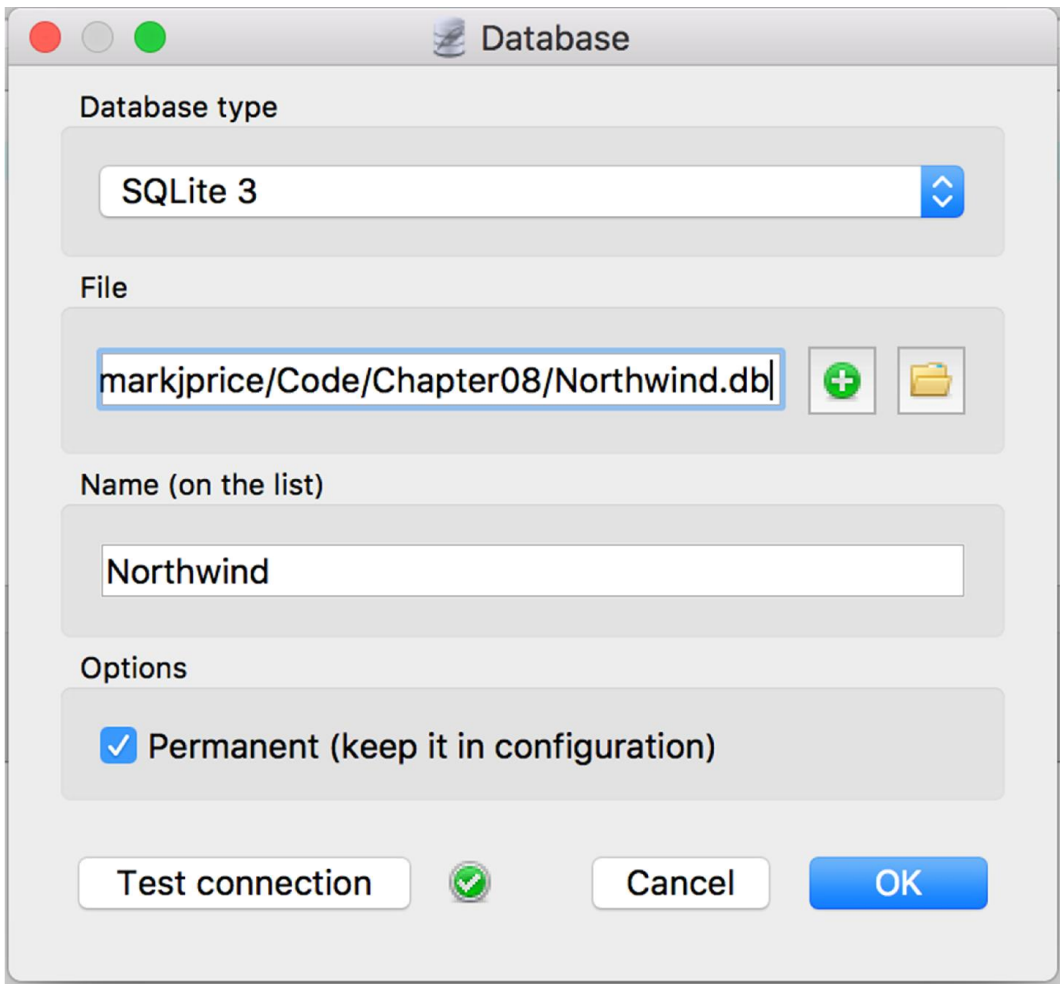 Database
Database type
SQLite 3
File
markjprice/Code/Chapter08/Northwind.db
Name (on the list)
Northwind
Options
Permanent (keep it in configuration)
Test connection Cancel OK